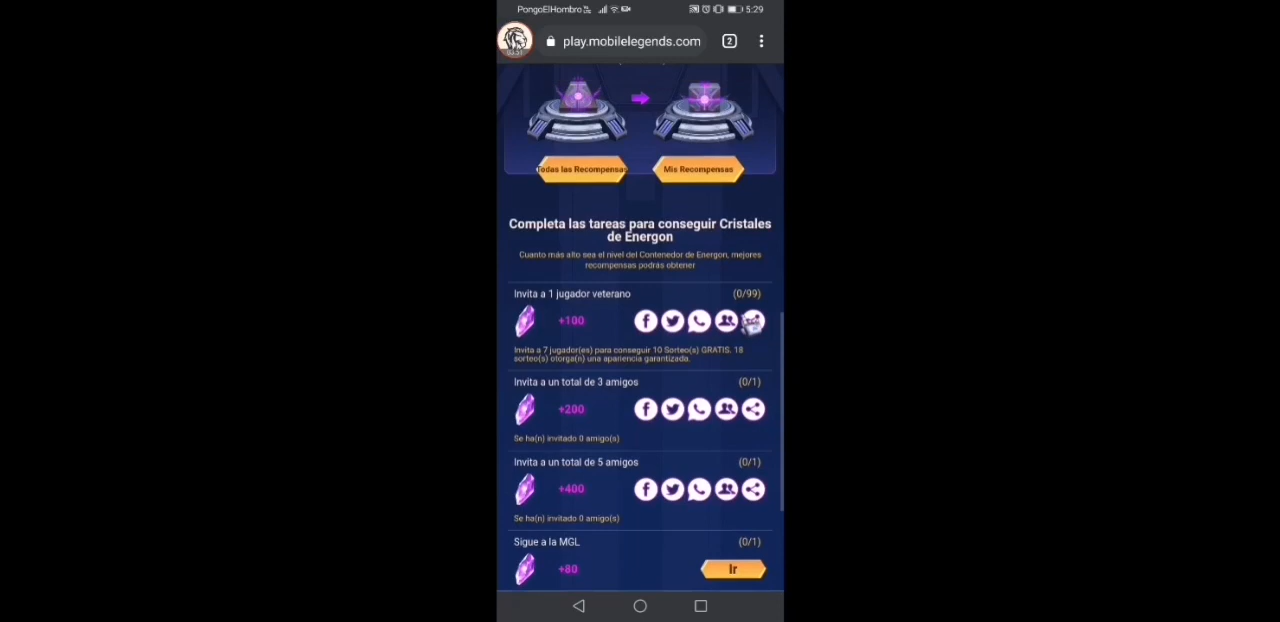 PongoElHombro
5:29
play.mobilelegends.com
2
Todas las Recompensas
Mis Recompensas
Completa las tareas para conseguir Cristales
de Energon
Cuanto más alto sea el nivel del Contenedor de Energon, mejores
recompensas podrás obtener
Invita a 1 jugador veterano
(0/99)
+100
Invita a 7 jugador(es) para conseguir 10 Sorteo(s) GRATIS. 18
sorteo(s) otorga(n) una apariencia garantizada.
Invita a un total de 3 amigos
(0/1)
+200
Se ha(n) invitado 0 amigo(s)
Invita a un total de 5 amigos
(0/1)
+400
Se ha(n) invitado 0 amigo(s)
Sigue a la MGL
(0/1)
+80
Ir